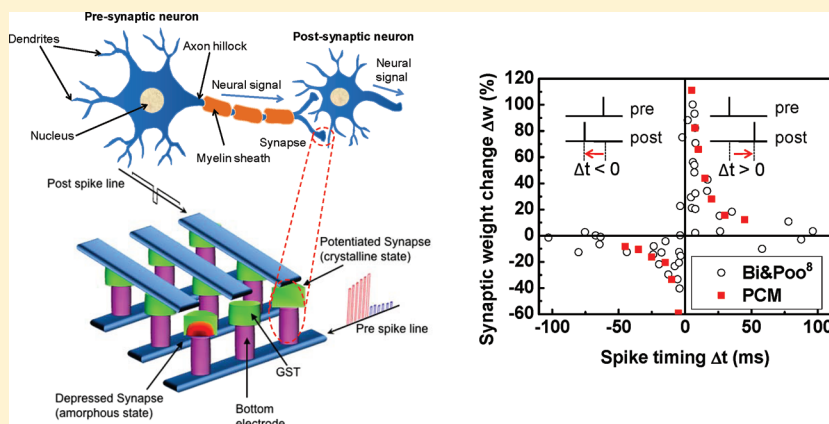 Pre-synaptic neuron
Dendrites
Axon hillock
Post-synaptic neuron
Neural signal
Neural
signal
Nucleus
Myelin sheath
Synapse
Post spike line
Potentiated Synapse
(crystalline state)
Pre spike line
GST
Depressed Synapse
(amorphous state)
Bottom
electrode
Synaptic weight change Δw (%)
120
100
80
60
40
20
0
-20
-40
-60
pre
post
Δt < 0
pre
post
Δt > 0
Bi&Poo⁸
PCM
-100
-50
0
50
100
Spike timing Δt (ms)